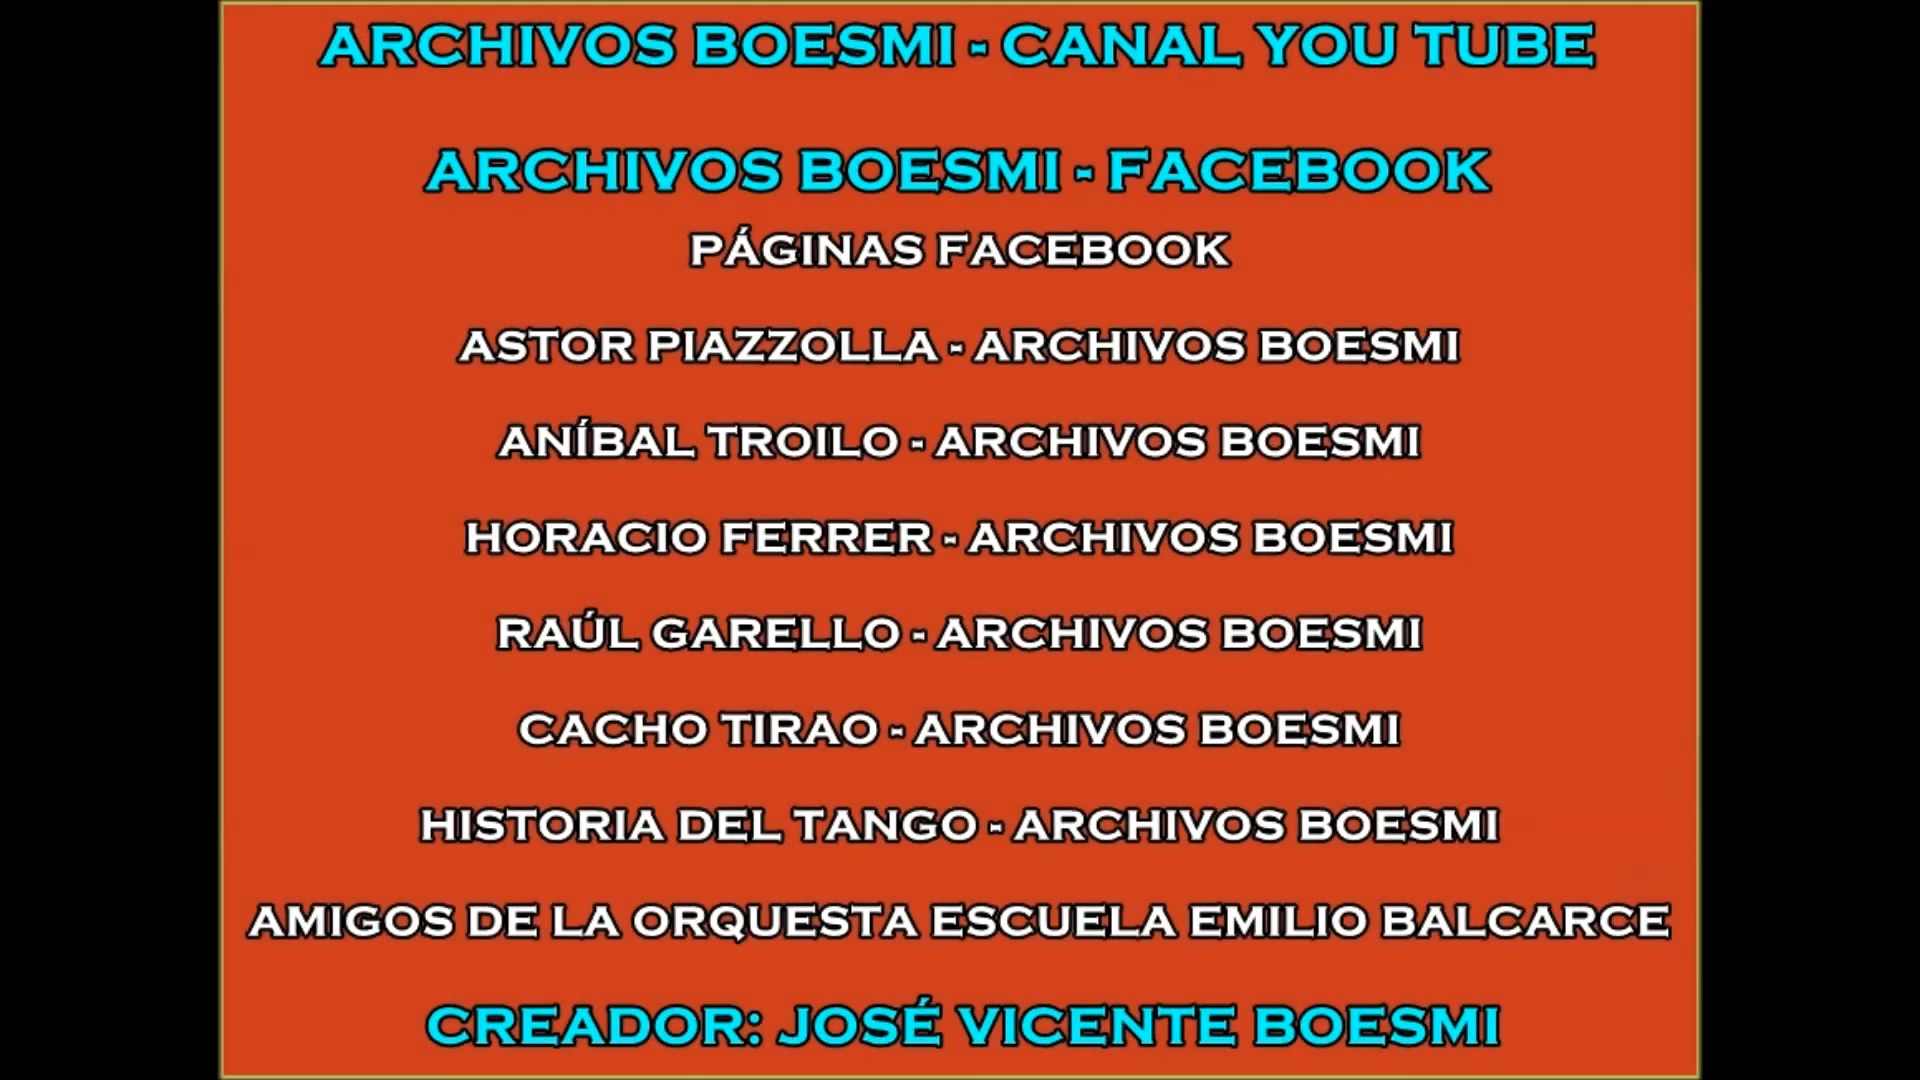 ARCHIVOS BOESMI - CANAL YOU TUBE
ARCHIVOS BOESMI - FACEBOOK
PÁGINAS FACEBOOK
ASTOR PIAZZOLLA - ARCHIVOS BOESMI
ANÍBAL TROILO - ARCHIVOS BOESMI
HORACIO FERRER - ARCHIVOS BOESMI
RAÚL GARELLO - ARCHIVOS BOESMI
CACHO TIRAO - ARCHIVOS BOESMI
HISTORIA DEL TANGO - ARCHIVOS BOESMI
AMIGOS DE LA ORQUESTA ESCUELA EMILIO BALCARCE
CREADOR: JOSÉ VICENTE BOESMI